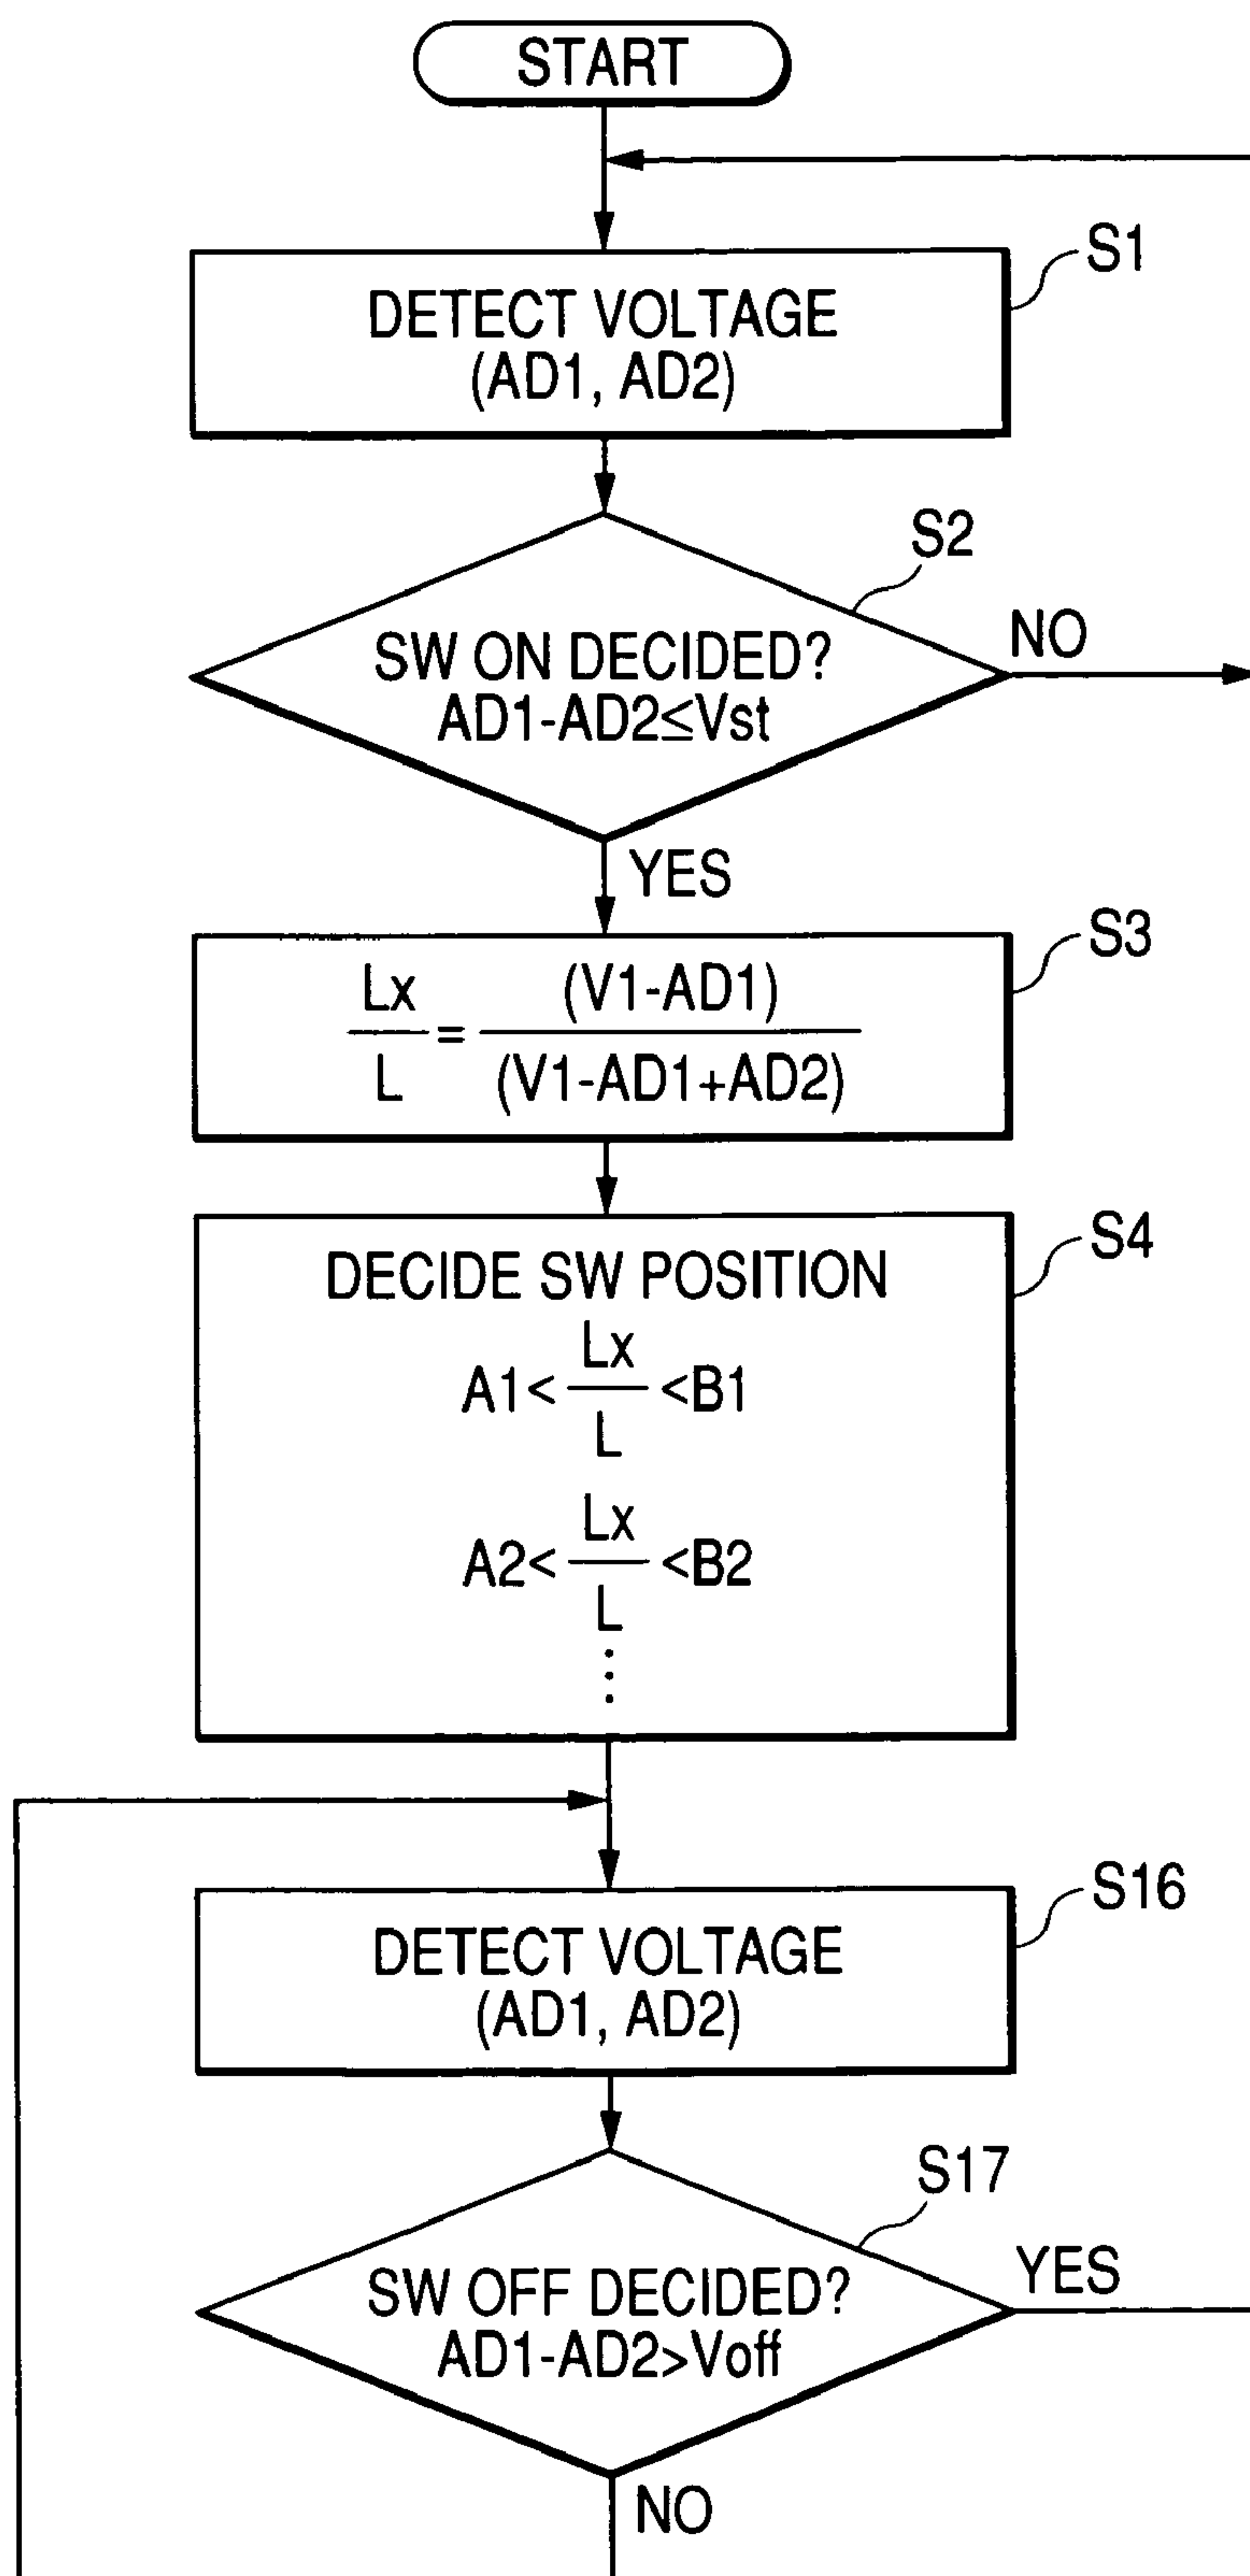 START
S1
DETECT VOLTAGE
(AD1, AD2)
S2
SW ON DECIDED?
AD1-AD2≤Vst
NO
YES
S3
Lx/L = (V1-AD1)/(V1-AD1+AD2)
S4
DECIDE SW POSITION
A1< Lx/L <B1
A2< Lx/L <B2
⋮
S16
DETECT VOLTAGE
(AD1, AD2)
S17
SW OFF DECIDED?
AD1-AD2>Voff
YES
NO